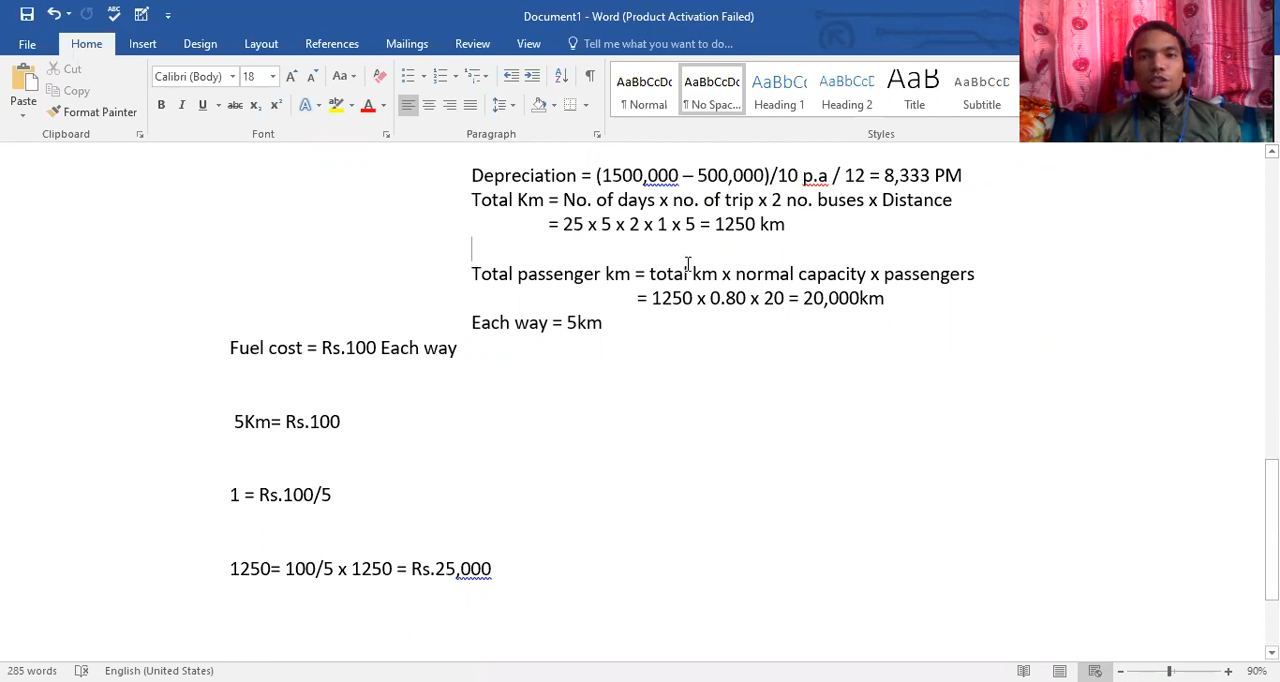 Document1 - Word (Product Activation Failed)
File Home Insert Design Layout References Mailings Review View Tell me what you want to do...
Paste
Cut
Copy
Format Painter
Clipboard
Calibri (Body) 18
Font
Paragraph
AaBbCcDc AaBbCcDc AaBbCc AaBbCcD AaB AaBbCcD
¶ Normal ¶ No Spac... Heading 1 Heading 2 Title Subtitle
Styles
Depreciation = (1500,000 – 500,000)/10 p.a / 12 = 8,333 PM
Total Km = No. of days x no. of trip x 2 no. buses x Distance
= 25 x 5 x 2 x 1 x 5 = 1250 km
Total passenger km = total km x normal capacity x passengers
= 1250 x 0.80 x 20 = 20,000km
Each way = 5km
Fuel cost = Rs.100 Each way
5Km= Rs.100
1 = Rs.100/5
1250= 100/5 x 1250 = Rs.25,000
285 words English (United States) 90%